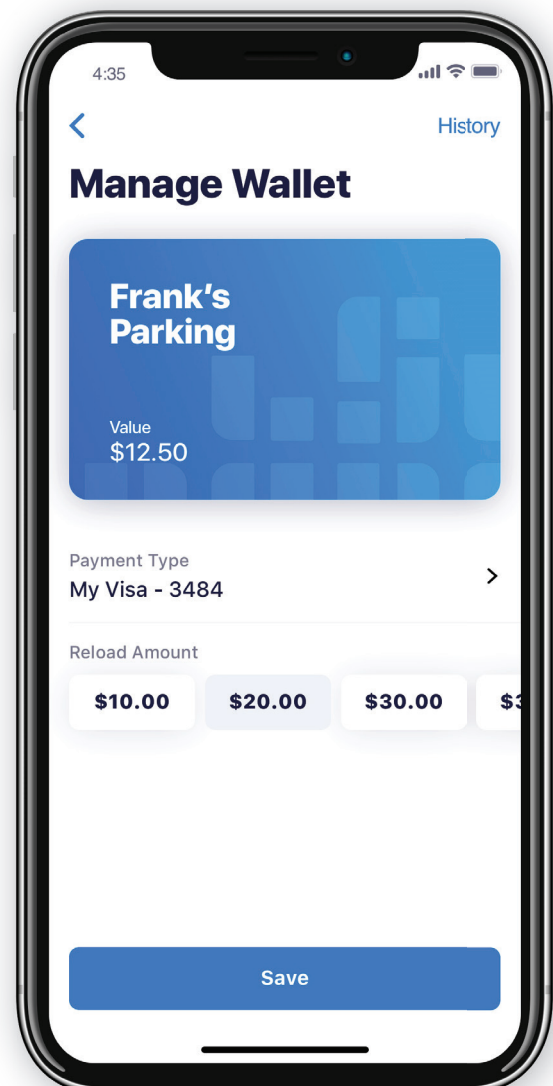 4:35
History
Manage Wallet
Frank's
Parking
Value
$12.50
Payment Type
My Visa - 3484
Reload Amount
$10.00 $20.00 $30.00
Save